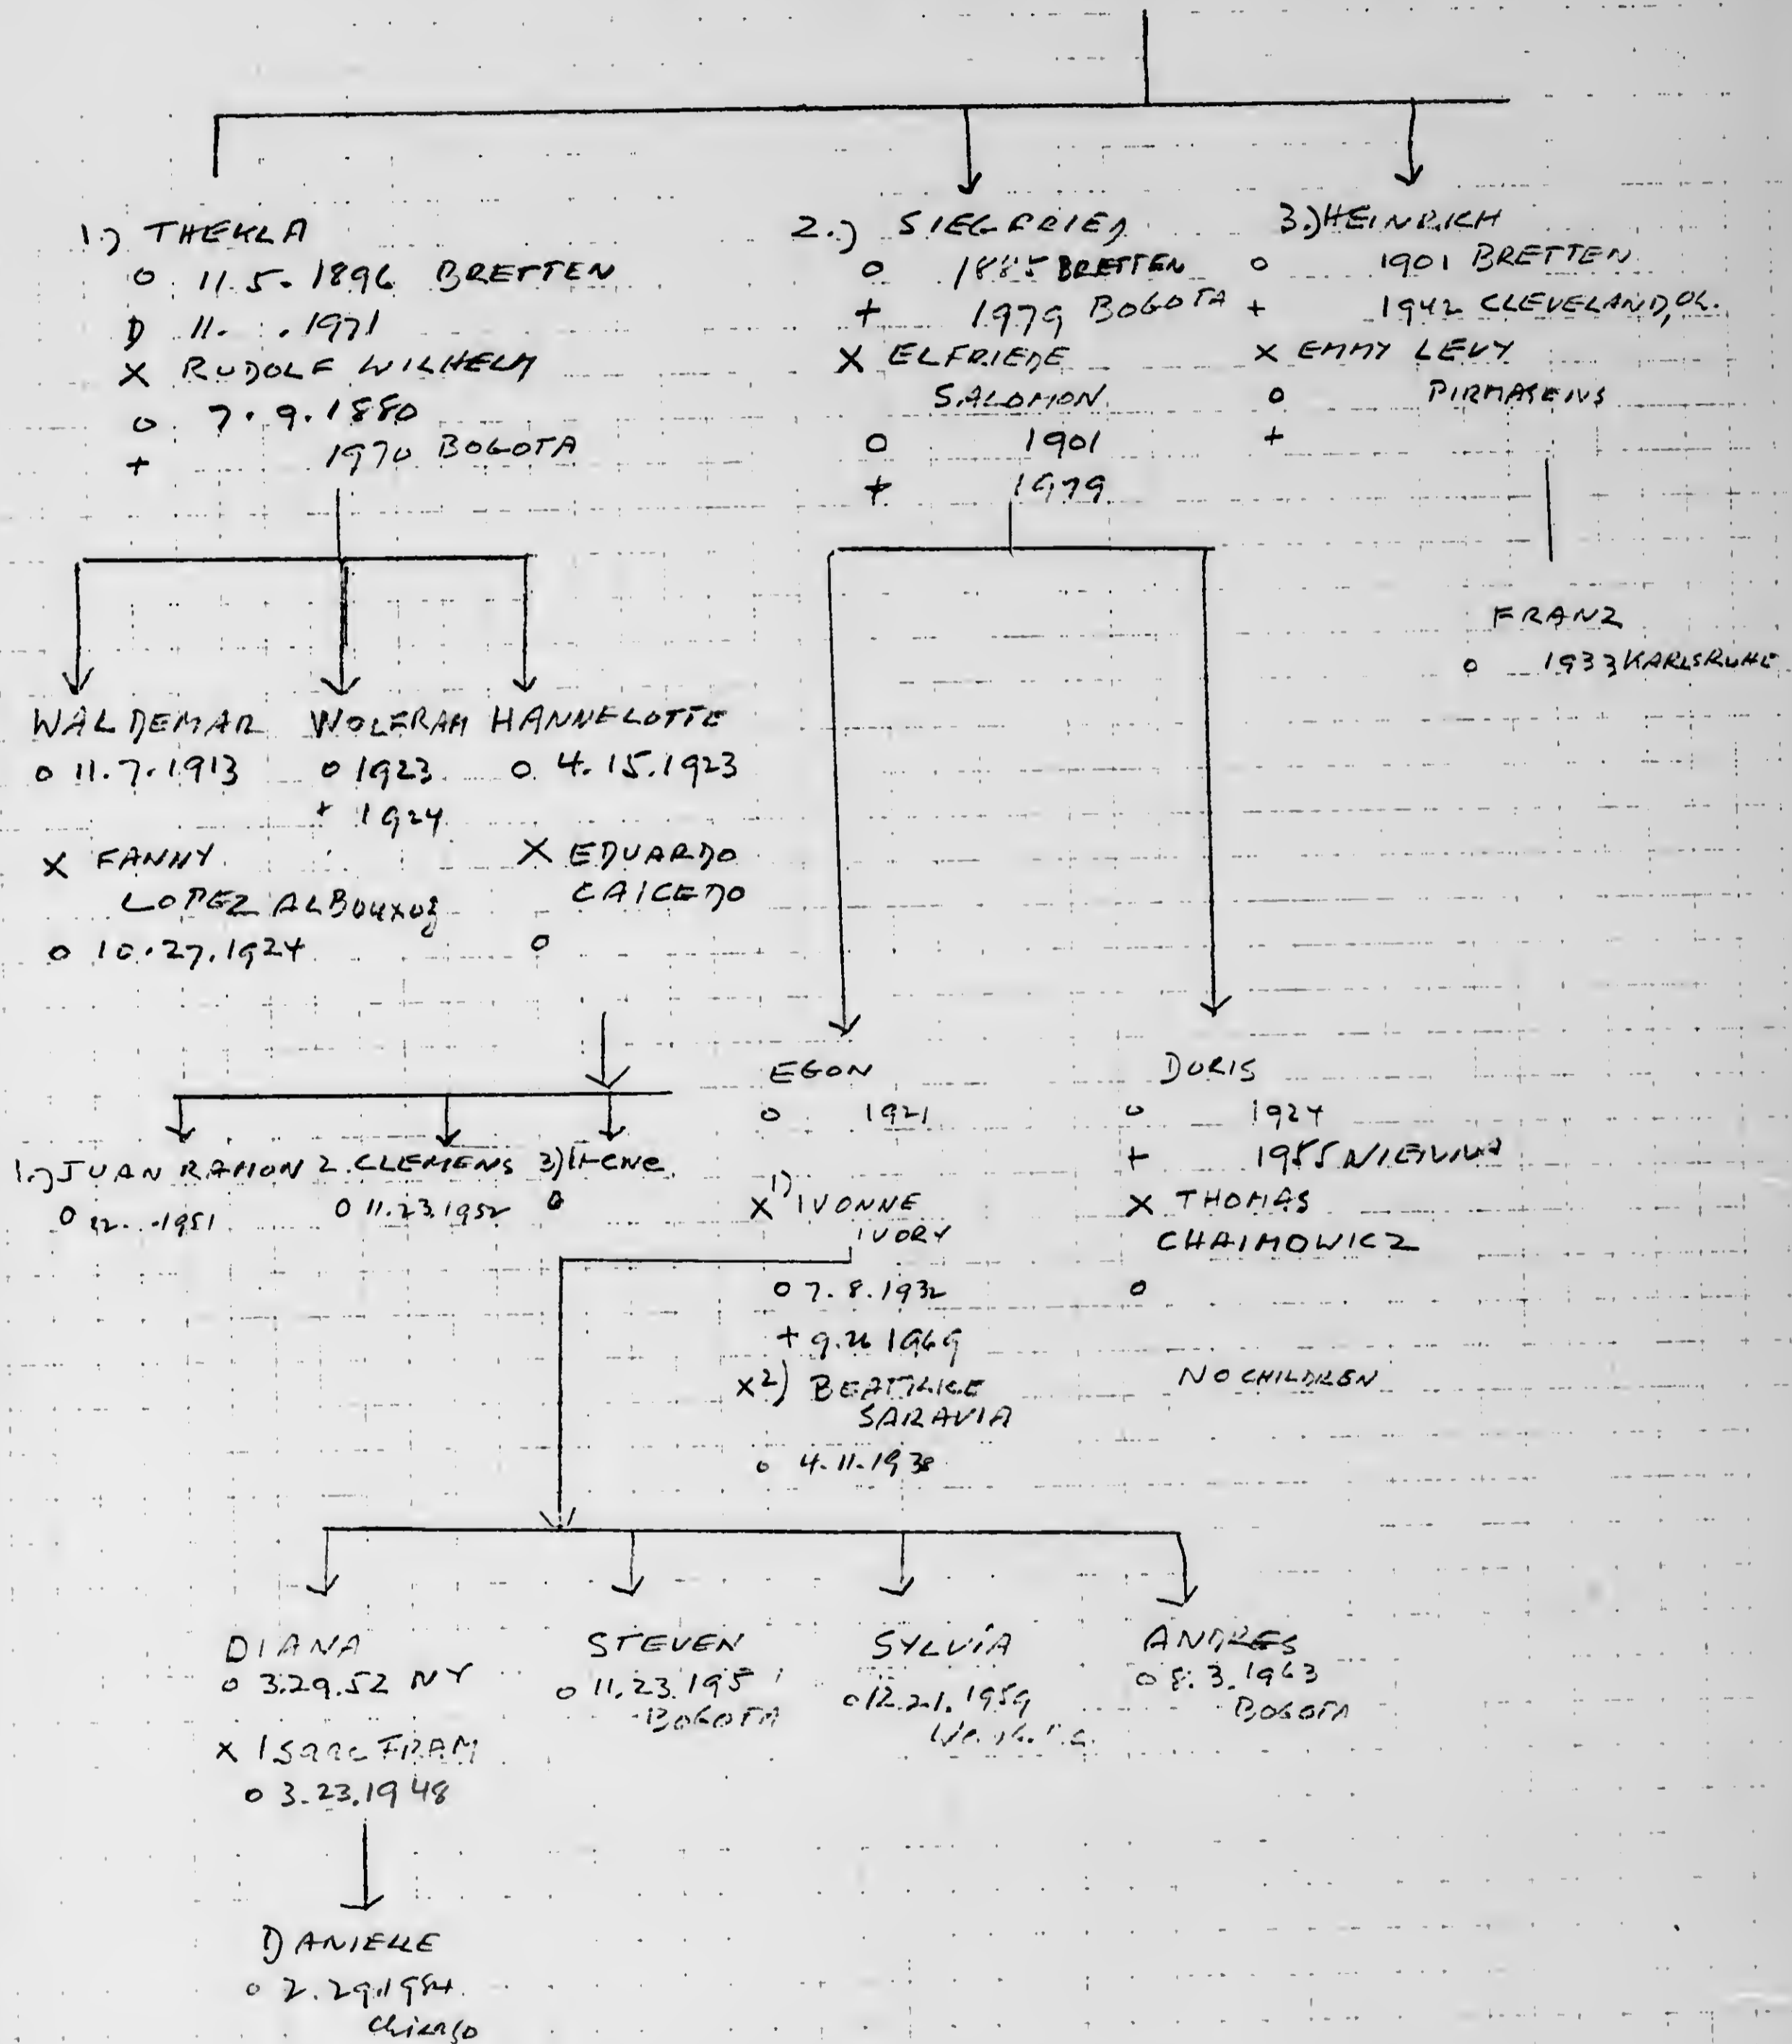 1.) THEKLA
o 11.5.1896 BRETTEN
D 11. . 1971
X RUDOLF WILHELM
o 7.9.1880
+ 1970 BOGOTA
2.) SIEGFRIED
o 1885 BRETTEN
+ 1979 BOGOTA
X ELFRIEDE
SALOMON
o 1901
+ 1979
3.) HEINRICH
o 1901 BRETTEN
+ 1942 CLEVELAND, OL.
X EMMY LEVY
o PIRMASENS
+
FRANZ
o 1933 KARLSRUHE
WALDEMAR
o 11.7.1913
X FANNY
LOPEZ
o 10.27.1924
WOLFRAM
o 1923
+ 1924
HANNELOTTE
o 4.15.1923
X EDUARDO
CAICEDO
o
1.) JUAN RAMON
o 12. .1951
2. CLEMENS
o 11.23.1952
3) IrENe
o
EGON
o 1921
X 1) IVONNE
IVORY
o 7.8.1932
+ 9.26 1969
X 2) BEATRICE
SARAVIA
o 4.11.1938
DORIS
o 1924
+ 1955
X THOMAS
CHAIMOWICZ
o
NO CHILDREN
DIANA
o 3.29.52 NY
X Isaac FRAM
o 3.23.1948
STEVEN
o 11.23.195
BOGOTA
SYLVIA
o 12.21.1959
ANDRES
o 8.3.1963
BOGOTA
DANIELLE
o 2.29.1984
Chicago